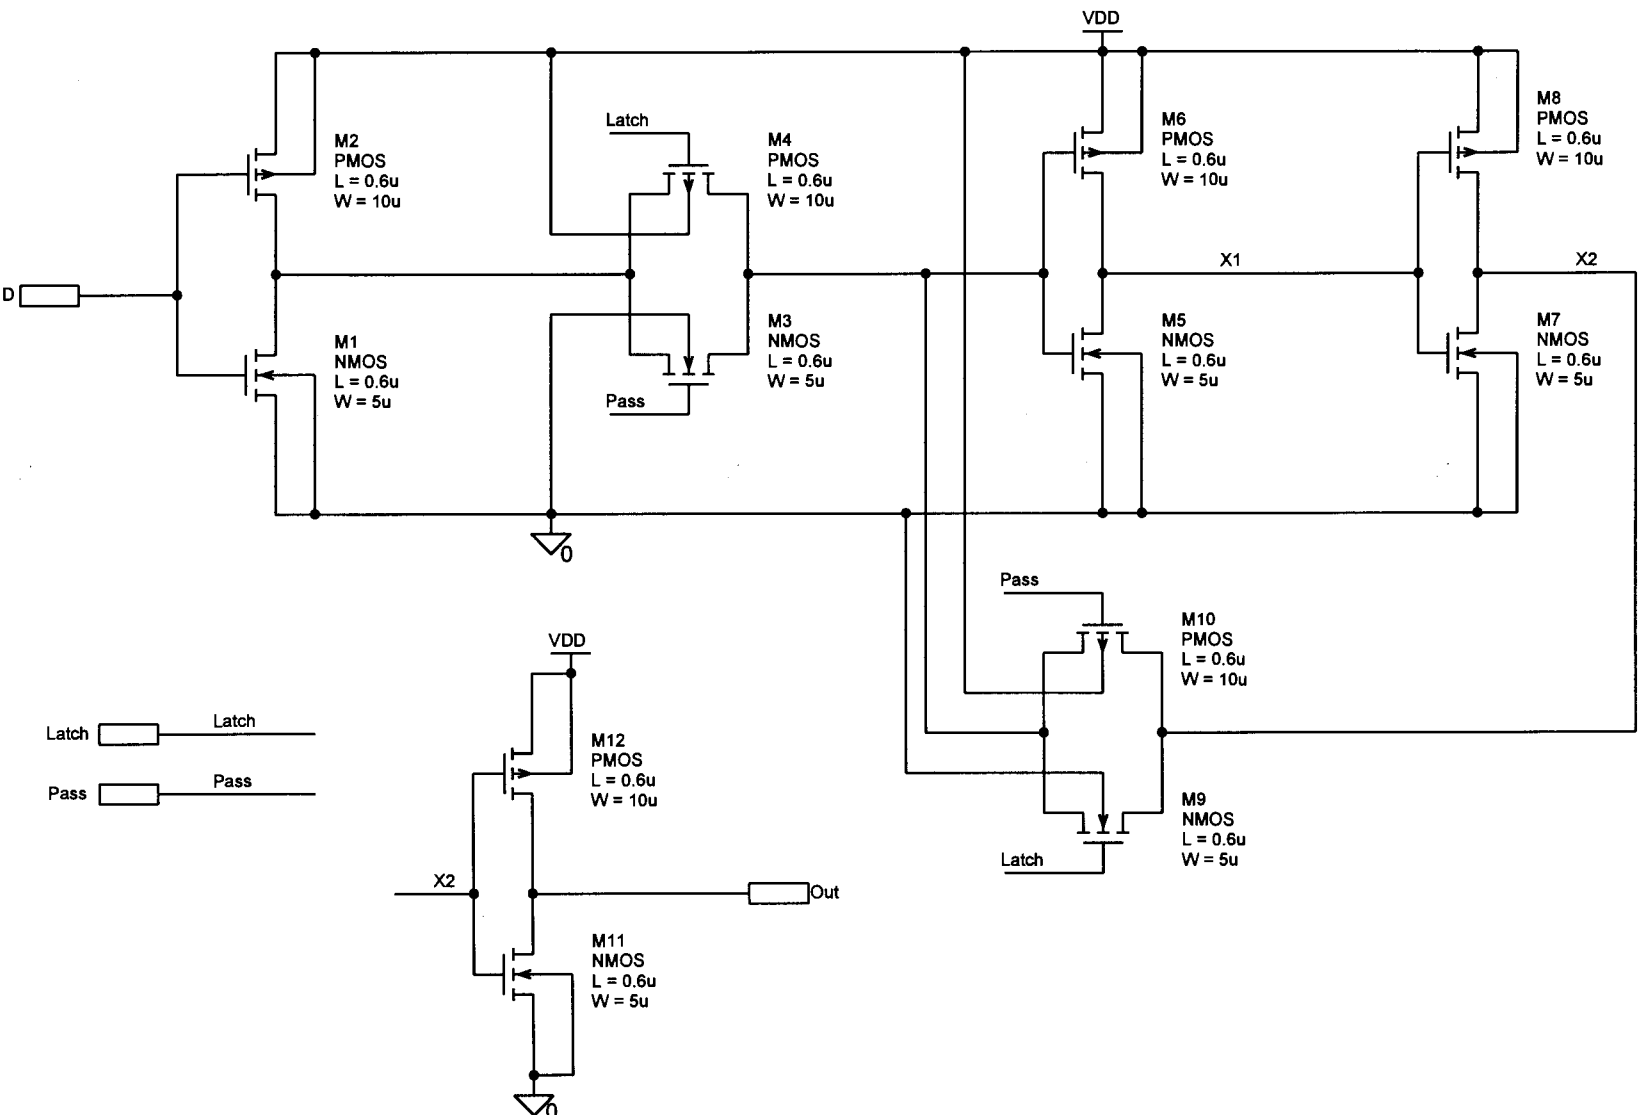 VDD
M8
PMOS
L = 0.6u
W = 10u
M6
PMOS
L = 0.6u
W = 10u
Latch
M4
PMOS
L = 0.6u
W = 10u
M2
PMOS
L = 0.6u
W = 10u
X1
X2
D
M3
NMOS
L = 0.6u
W = 5u
M5
NMOS
L = 0.6u
W = 5u
M7
NMOS
L = 0.6u
W = 5u
M1
NMOS
L = 0.6u
W = 5u
Pass
0
Pass
M10
PMOS
L = 0.6u
W = 10u
VDD
Latch
Latch
M12
PMOS
L = 0.6u
W = 10u
Pass
Pass
M9
NMOS
L = 0.6u
W = 5u
Latch
X2
Out
M11
NMOS
L = 0.6u
W = 5u
0